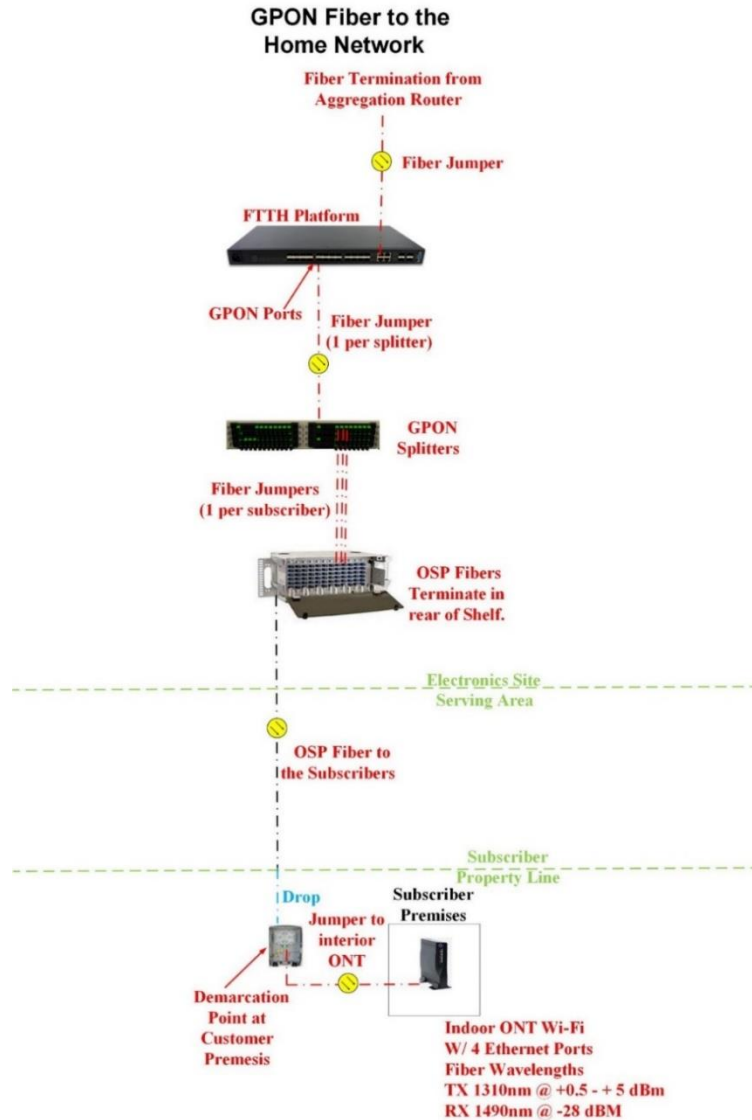 GPON Fiber to the
Home Network
Fiber Termination from
Aggregation Router
Fiber Jumper
FTTH Platform
GPON Ports
Fiber Jumper
(1 per splitter)
GPON
Splitters
Fiber Jumpers
(1 per subscriber)
OSP Fibers
Terminate in
rear of Shelf.
Electronics Site
Serving Area
OSP Fiber to
the Subscribers
Subscriber
Property Line
Drop
Subscriber
Premises
Jumper to
interior
ONT
Demarcation
Point at
Customer
Premesis
Indoor ONT Wi-Fi
W/ 4 Ethernet Ports
Fiber Wavelengths
TX 1310nm @ +0.5 - + 5 dBm
RX 1490nm @ -28 dBM